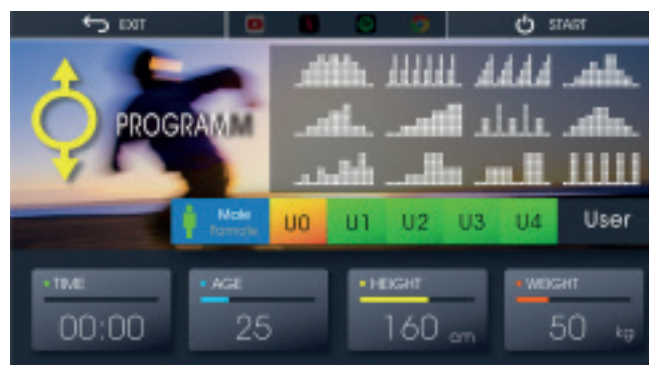 EXIT
START
PROGRAMM
Male
Female
U0
U1
U2
U3
U4
User
TIME
AGE
HEIGHT
WEIGHT
00:00
25
160 cm
50 kg